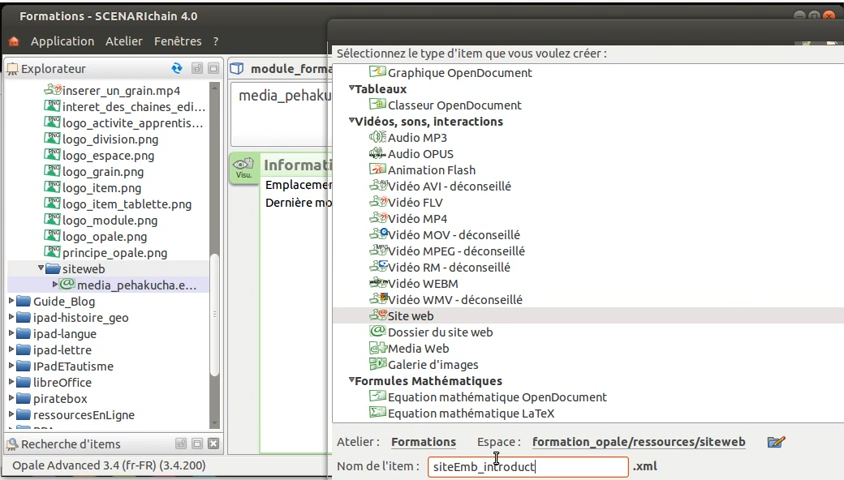 Formations - SCENARIchain 4.0
Application Atelier Fenêtres ?
Explorateur
inserer_un_grain.mp4
interet_des_chaines_edi...
logo_activite_apprentis...
logo_division.png
logo_espace.png
logo_grain.png
logo_item.png
logo_item_tablette.png
logo_module.png
logo_opale.png
principe_opale.png
siteweb
media_pehakucha.e...
Guide_Blog
ipad-histoire_geo
ipad-langue
ipad-lettre
IPadETautisme
libreOffice
piratebox
ressourcesEnLigne
Recherche d'items
Opale Advanced 3.4 (fr-FR) (3.4.200)
module_forma
media_pehaku
Visu.
Informati
Emplacemen
Dernière mo
Sélectionnez le type d'item que vous voulez créer :
Graphique OpenDocument
Tableaux
Classeur OpenDocument
Vidéos, sons, interactions
Audio MP3
Audio OPUS
Animation Flash
Vidéo AVI - déconseillé
Vidéo FLV
Vidéo MP4
Vidéo MOV - déconseillé
Vidéo MPEG - déconseillé
Vidéo RM - déconseillé
Vidéo WEBM
Vidéo WMV - déconseillé
Site web
Dossier du site web
Media Web
Galerie d'images
Formules Mathématiques
Equation mathématique OpenDocument
Equation mathématique LaTeX
Atelier : Formations Espace : formation_opale/ressources/siteweb
Nom de l'item : siteEmb_introduct .xml